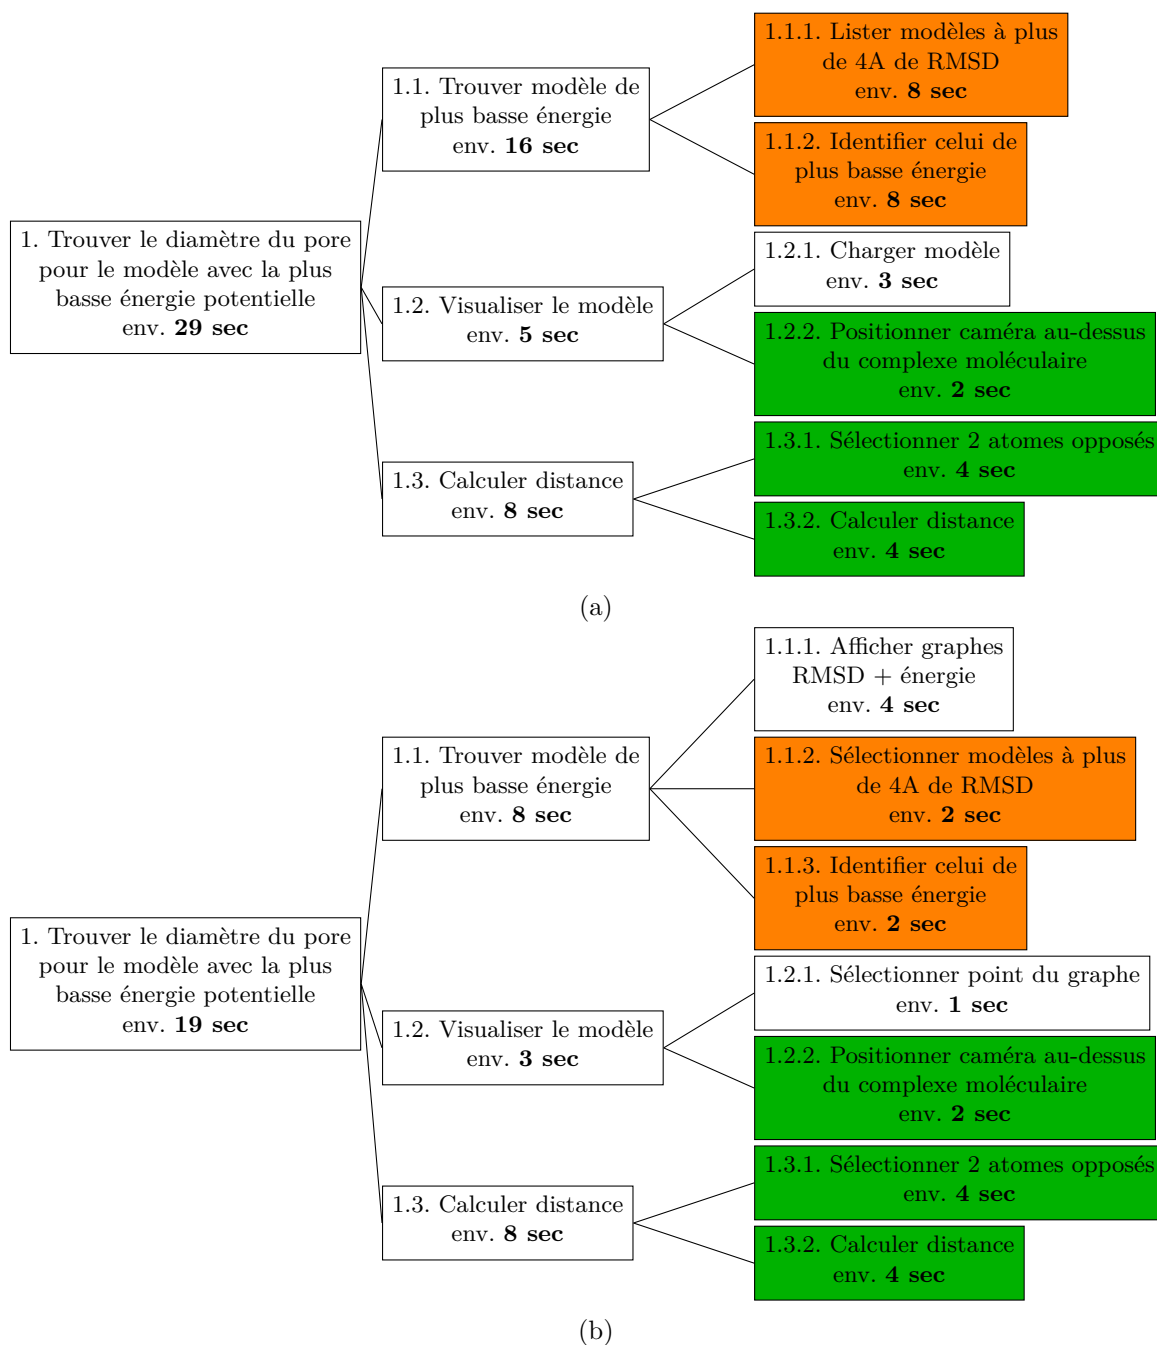 1. Trouver le diamètre du pore
pour le modèle avec la plus
basse énergie potentielle
env. 29 sec
1.1. Trouver modèle de
plus basse énergie
env. 16 sec
1.1.1. Lister modèles à plus
de 4A de RMSD
env. 8 sec
1.1.2. Identifier celui de
plus basse énergie
env. 8 sec
1.2. Visualiser le modèle
env. 5 sec
1.2.1. Charger modèle
env. 3 sec
1.2.2. Positionner caméra au-dessus
du complexe moléculaire
env. 2 sec
1.3. Calculer distance
env. 8 sec
1.3.1. Sélectionner 2 atomes opposés
env. 4 sec
1.3.2. Calculer distance
env. 4 sec
(a)
1. Trouver le diamètre du pore
pour le modèle avec la plus
basse énergie potentielle
env. 19 sec
1.1. Trouver modèle de
plus basse énergie
env. 8 sec
1.1.1. Afficher graphes
RMSD + énergie
env. 4 sec
1.1.2. Sélectionner modèles à plus
de 4A de RMSD
env. 2 sec
1.1.3. Identifier celui de
plus basse énergie
env. 2 sec
1.2. Visualiser le modèle
env. 3 sec
1.2.1. Sélectionner point du graphe
env. 1 sec
1.2.2. Positionner caméra au-dessus
du complexe moléculaire
env. 2 sec
1.3. Calculer distance
env. 8 sec
1.3.1. Sélectionner 2 atomes opposés
env. 4 sec
1.3.2. Calculer distance
env. 4 sec
(b)